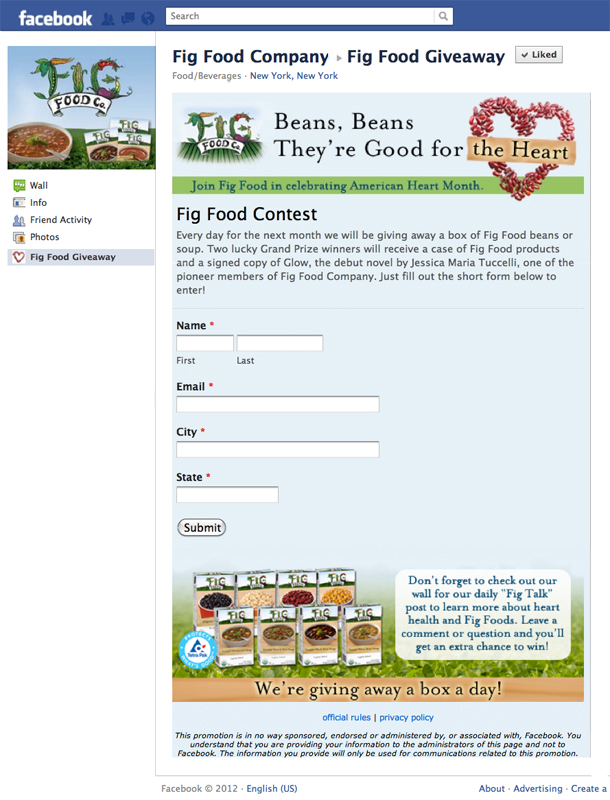 facebook
Search
Fig Food Company ▸ Fig Food Giveaway
Liked
Food/Beverages · New York, New York
FIG
FOOD Co.
Wall
Info
Friend Activity
Photos
Fig Food Giveaway
FIG
FOOD Co.
Beans, Beans
They're Good for the Heart
Join Fig Food in celebrating American Heart Month.
Fig Food Contest
Every day for the next month we will be giving away a box of Fig Food beans or
soup. Two lucky Grand Prize winners will receive a case of Fig Food products
and a signed copy of Glow, the debut novel by Jessica Maria Tuccelli, one of the
pioneer members of Fig Food Company. Just fill out the short form below to
enter!
Name *
First Last
Email *
City *
State *
Submit
FIG FIG FIG FIG
FIG FIG FIG FIG
Tetra Pak
Don't forget to check out our
wall for our daily "Fig Talk"
post to learn more about heart
health and Fig Foods. Leave a
comment or question and you'll
get an extra chance to win!
We're giving away a box a day!
official rules | privacy policy
This promotion is in no way sponsored, endorsed or administered by, or associated with, Facebook. You
understand that you are providing your information to the administrators of this page and not to
Facebook. The information you provide will only be used for communications related to this promotion.
Facebook © 2012 · English (US)
About · Advertising · Create a